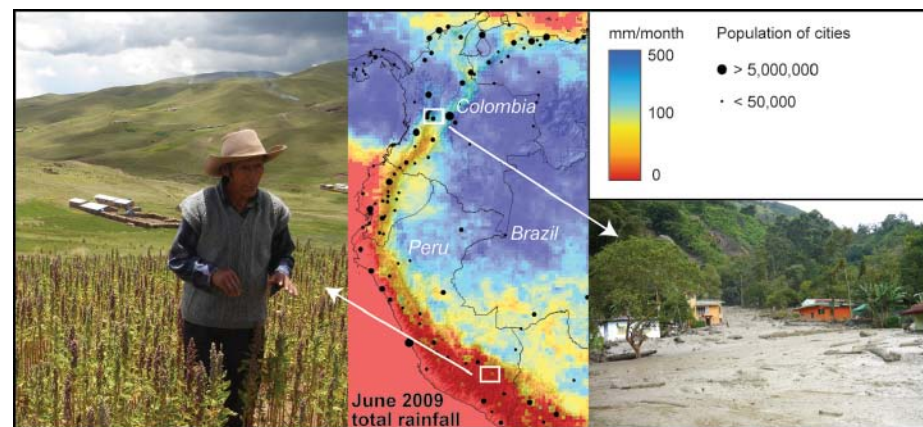 mm/month
500
100
0
Population of cities
> 5,000,000
< 50,000
Colombia
Peru
Brazil
June 2009
total rainfall